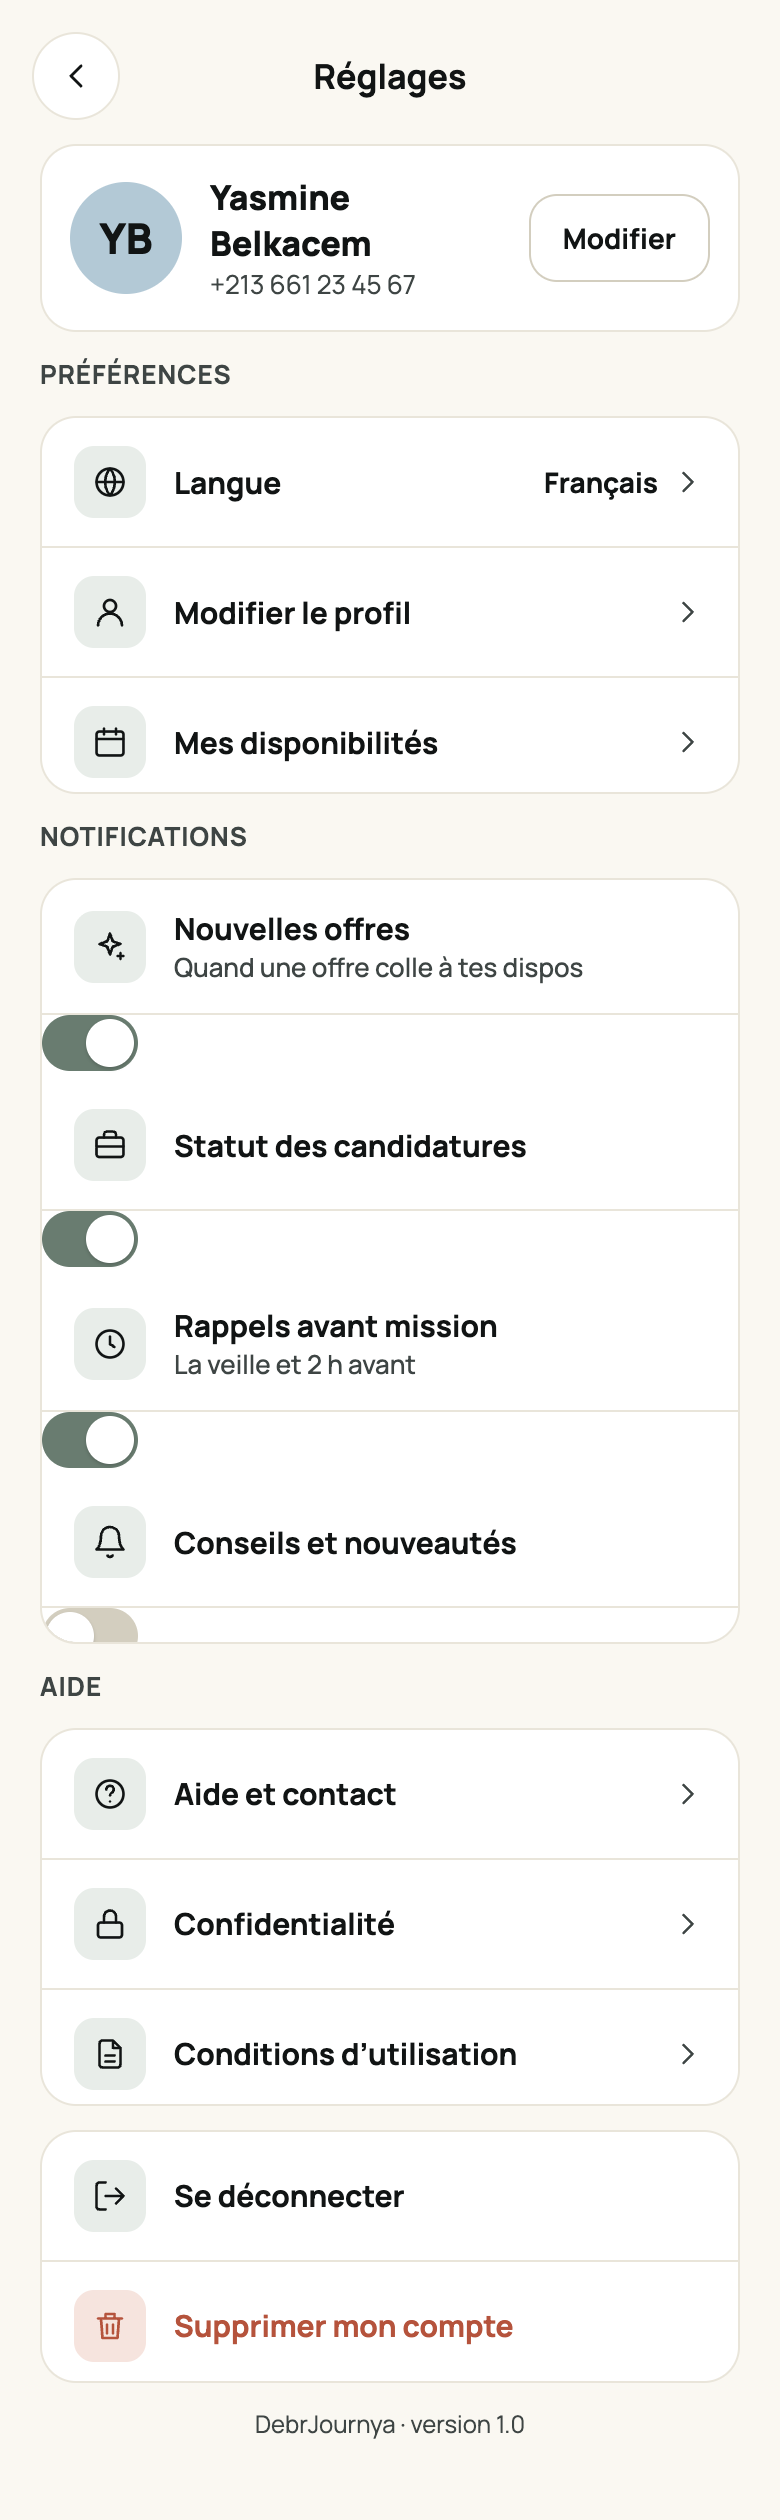 Réglages
YB
Yasmine
Belkacem
+213 661 23 45 67
Modifier
PRÉFÉRENCES
Langue
Français
Modifier le profil
Mes disponibilités
NOTIFICATIONS
Nouvelles offres
Quand une offre colle à tes dispos
Statut des candidatures
Rappels avant mission
La veille et 2 h avant
Conseils et nouveautés
AIDE
Aide et contact
Confidentialité
Conditions d’utilisation
Se déconnecter
Supprimer mon compte
DebrJournya · version 1.0